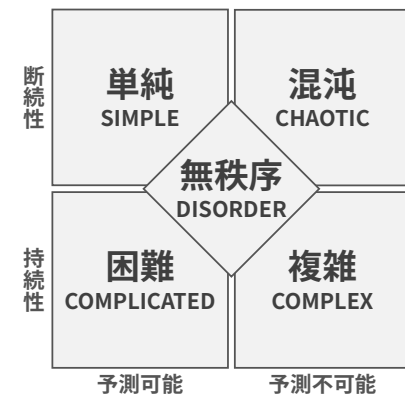 断続性
単純
SIMPLE
混沌
CHAOTIC
無秩序
DISORDER
持続性
困難
COMPLICATED
複雑
COMPLEX
予測可能
予測不可能